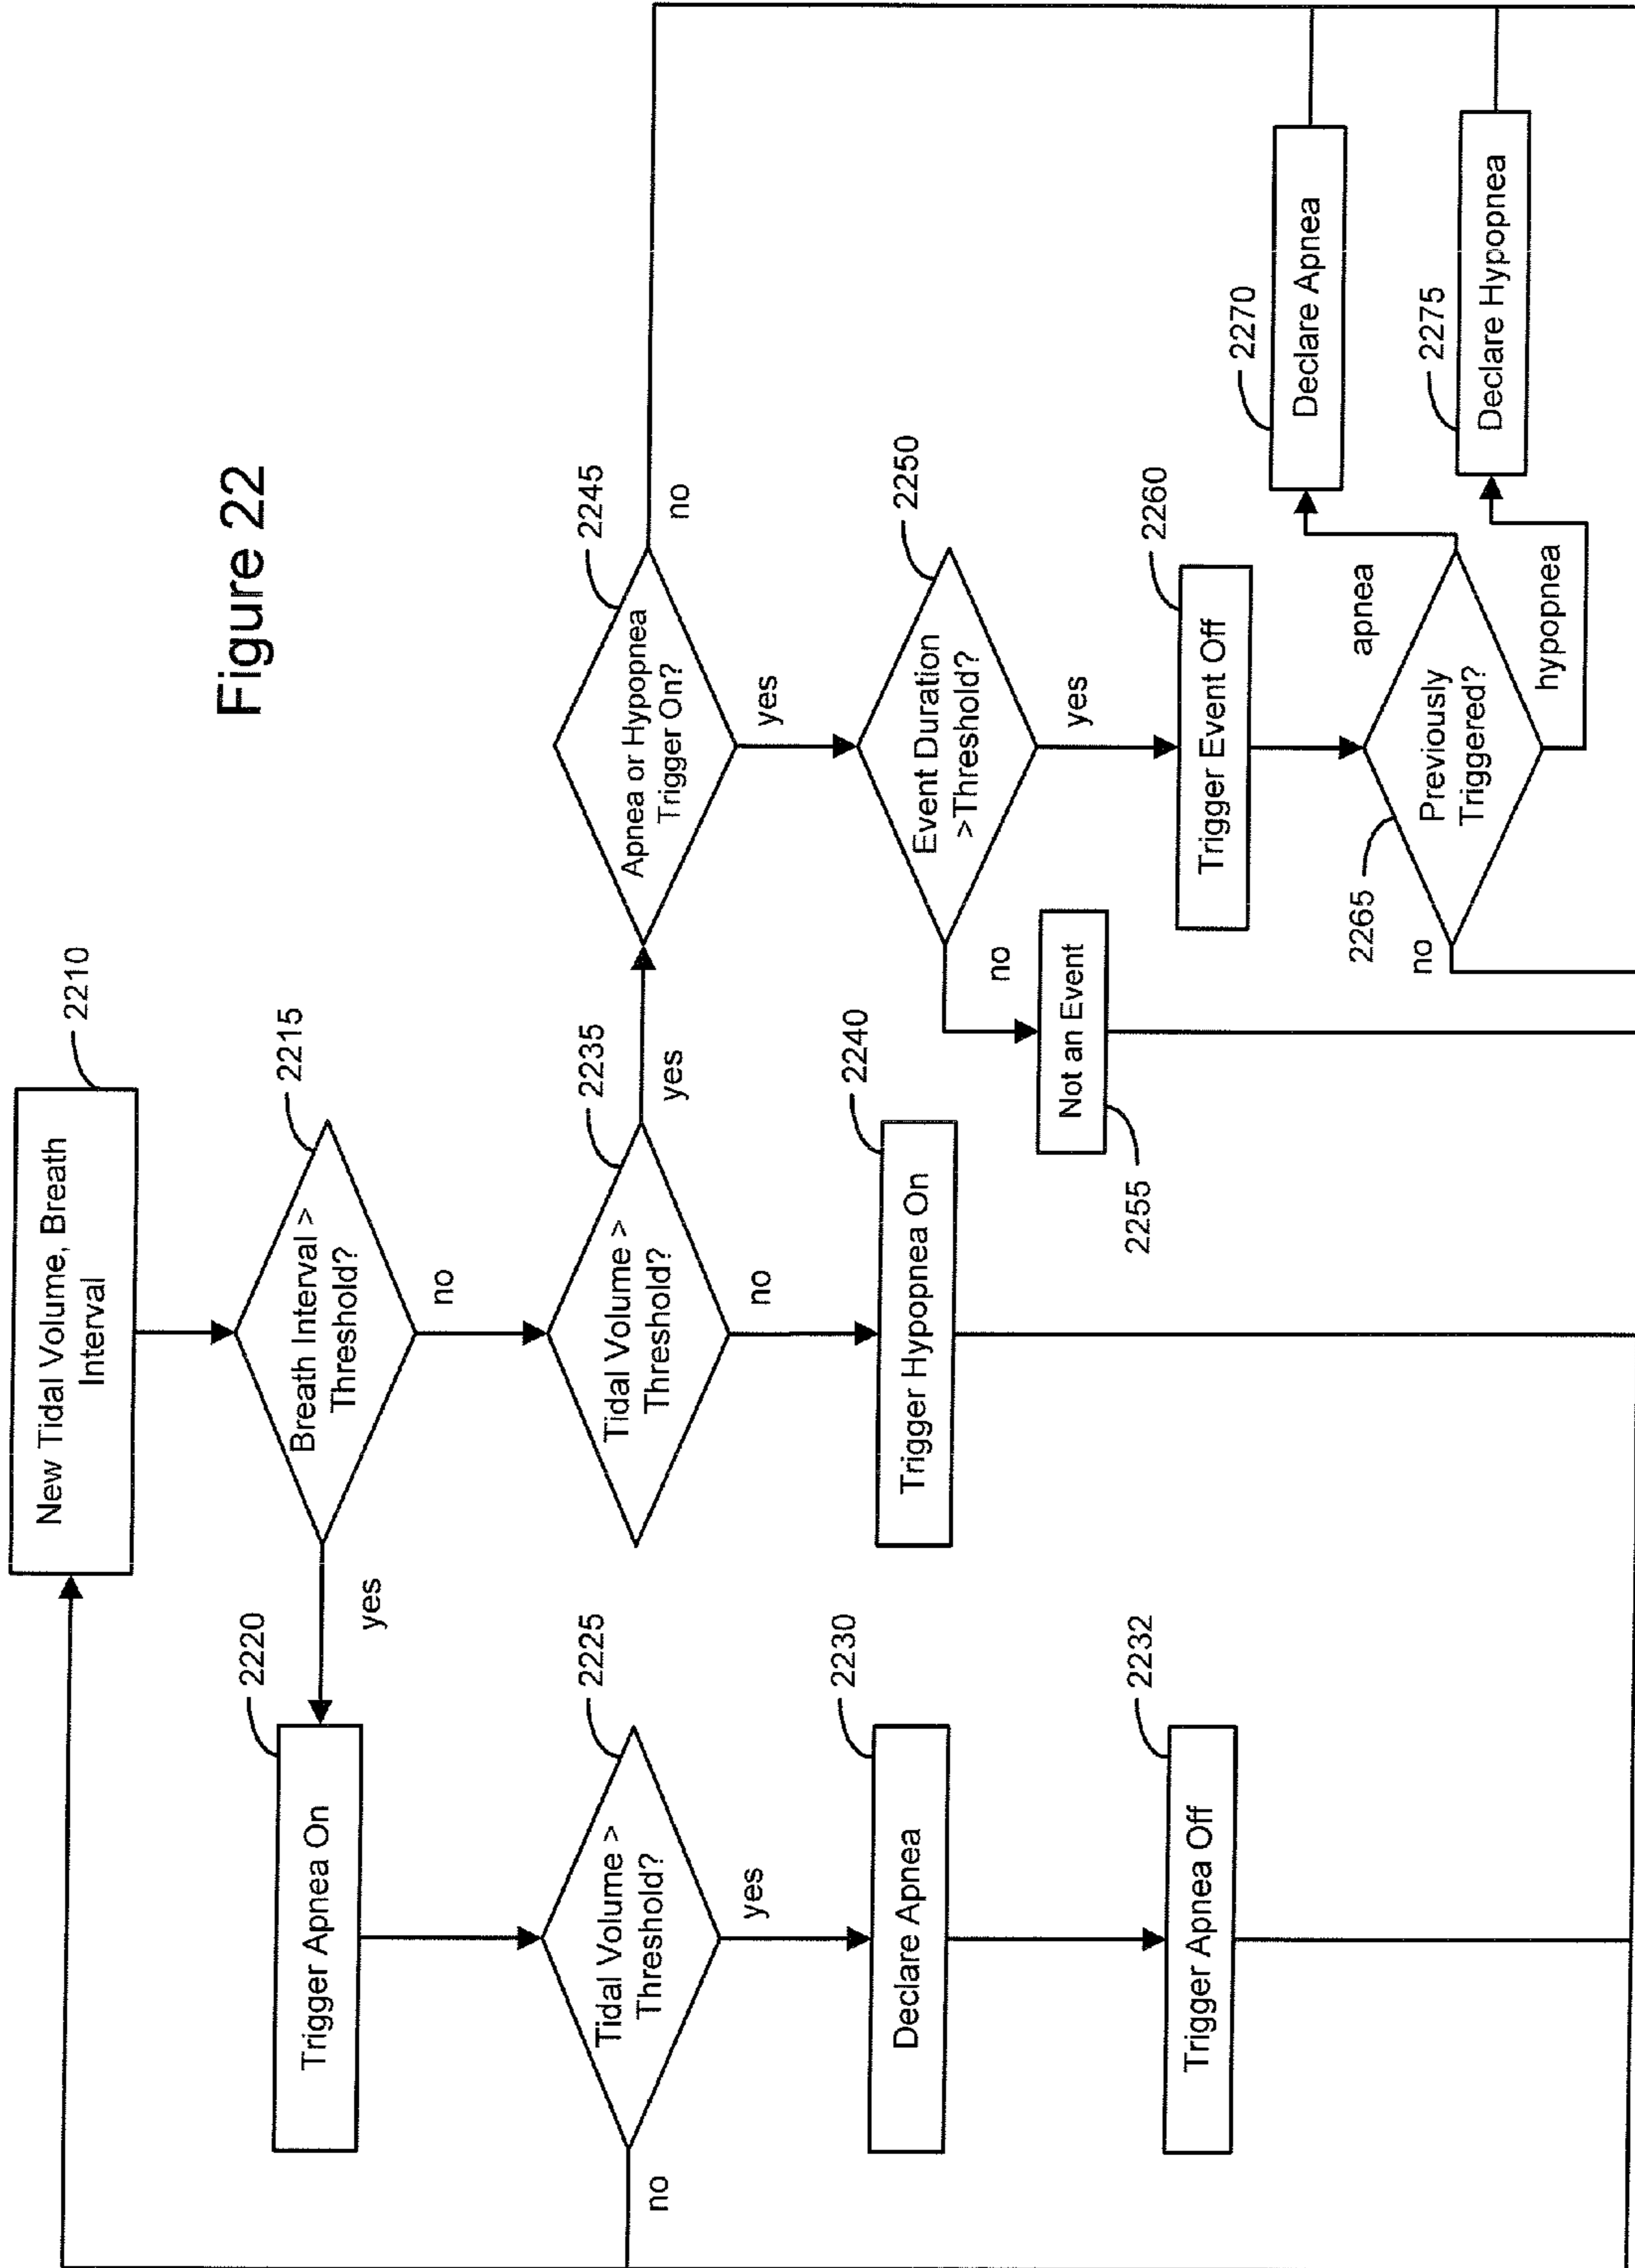 Figure 22
2210
New Tidal Volume, Breath
Interval
2215
Breath Interval >
Threshold?
yes
no
2220
Trigger Apnea On
2225
Tidal Volume >
Threshold?
no
yes
2230
Declare Apnea
2232
Trigger Apnea Off
2235
Tidal Volume >
Threshold?
yes
no
2240
Trigger Hypopnea On
2245
Apnea or Hypopnea
Trigger On?
no
yes
2250
Event Duration
>Threshold?
no
yes
Not an Event
2255
2260
Trigger Event Off
2265
Previously
Triggered?
no
apnea
hypopnea
2270
Declare Apnea
2275
Declare Hypopnea